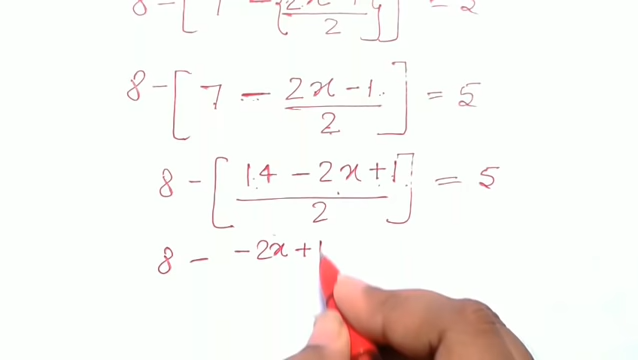 8 - [ 7 - (2x - 1)/2 ] = 5
8 - [ (14 - 2x + 1)/2 ] = 5
8 - -2x + 1